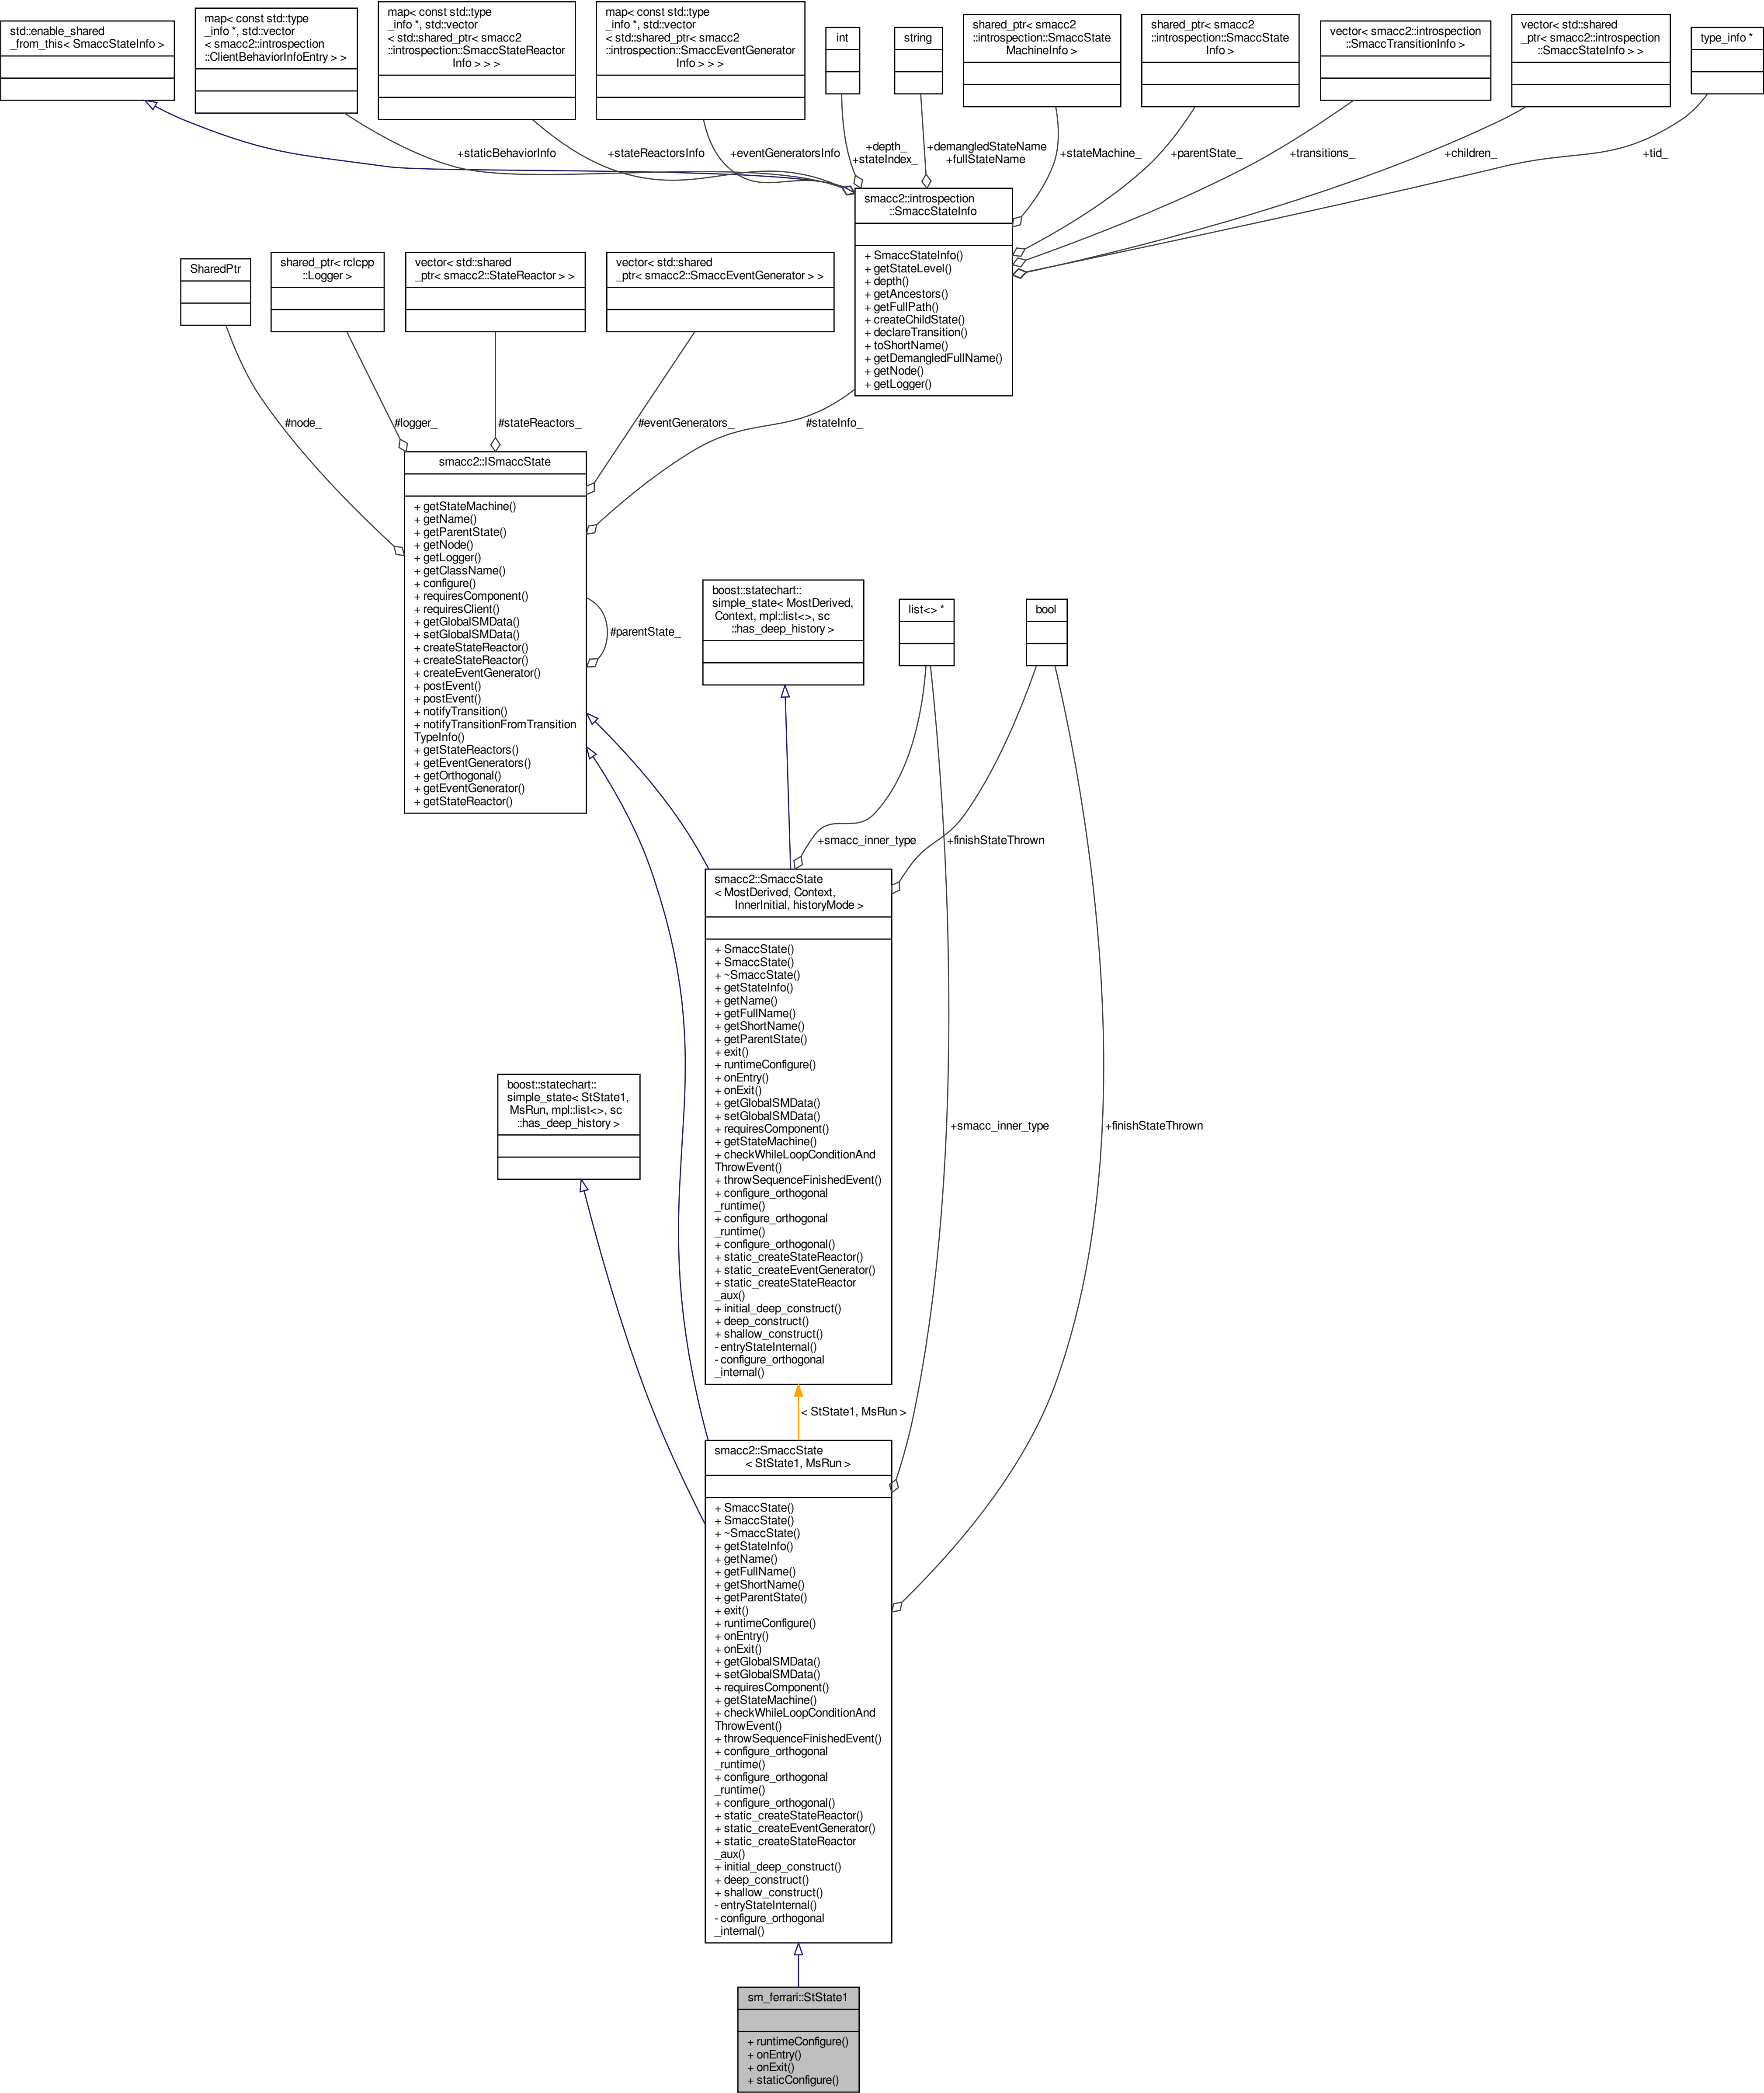 std::enable_shared
_from_this< SmaccStateInfo >
map< const std::type
_info *, std::vector
< smacc2::introspection
::ClientBehaviorInfoEntry > >
map< const std::type
_info *, std::vector
< std::shared_ptr< smacc2
::introspection::SmaccStateReactor
Info > > >
map< const std::type
_info *, std::vector
< std::shared_ptr< smacc2
::introspection::SmaccEventGenerator
Info > > >
int
string
shared_ptr< smacc2
::introspection::SmaccState
MachineInfo >
shared_ptr< smacc2
::introspection::SmaccState
Info >
vector< smacc2::introspection
::SmaccTransitionInfo >
vector< std::shared
_ptr< smacc2::introspection
::SmaccStateInfo > >
type_info *
+staticBehaviorInfo
+stateReactorsInfo
+eventGeneratorsInfo
+depth_
+stateIndex_
+demangledStateName
+fullStateName
+stateMachine_
+parentState_
+transitions_
+children_
+tid_
smacc2::introspection
::SmaccStateInfo
+ SmaccStateInfo()
+ getStateLevel()
+ depth()
+ getAncestors()
+ getFullPath()
+ createChildState()
+ declareTransition()
+ toShortName()
+ getDemangledFullName()
+ getNode()
+ getLogger()
SharedPtr
shared_ptr< rclcpp
::Logger >
vector< std::shared
_ptr< smacc2::StateReactor > >
vector< std::shared
_ptr< smacc2::SmaccEventGenerator > >
#node_
#logger_
#stateReactors_
#eventGenerators_
#stateInfo_
smacc2::ISmaccState
+ getStateMachine()
+ getName()
+ getParentState()
+ getNode()
+ getLogger()
+ getClassName()
+ configure()
+ requiresComponent()
+ requiresClient()
+ getGlobalSMData()
+ setGlobalSMData()
+ createStateReactor()
+ createStateReactor()
+ createEventGenerator()
+ postEvent()
+ postEvent()
+ notifyTransition()
+ notifyTransitionFromTransition
TypeInfo()
+ getStateReactors()
+ getEventGenerators()
+ getOrthogonal()
+ getEventGenerator()
+ getStateReactor()
#parentState_
boost::statechart::
simple_state< MostDerived,
Context, mpl::list<>, sc
::has_deep_history >
list<> *
bool
+smacc_inner_type
+finishStateThrown
smacc2::SmaccState
< MostDerived, Context,
InnerInitial, historyMode >
+ SmaccState()
+ SmaccState()
+ ~SmaccState()
+ getStateInfo()
+ getName()
+ getFullName()
+ getShortName()
+ getParentState()
+ exit()
+ runtimeConfigure()
+ onEntry()
+ onExit()
+ getGlobalSMData()
+ setGlobalSMData()
+ requiresComponent()
+ getStateMachine()
+ checkWhileLoopConditionAnd
ThrowEvent()
+ throwSequenceFinishedEvent()
+ configure_orthogonal
_runtime()
+ configure_orthogonal
_runtime()
+ configure_orthogonal()
+ static_createStateReactor()
+ static_createEventGenerator()
+ static_createStateReactor
_aux()
+ initial_deep_construct()
+ deep_construct()
+ shallow_construct()
- entryStateInternal()
- configure_orthogonal
_internal()
boost::statechart::
simple_state< StState1,
MsRun, mpl::list<>, sc
::has_deep_history >
+smacc_inner_type
+finishStateThrown
< StState1, MsRun >
smacc2::SmaccState
< StState1, MsRun >
+ SmaccState()
+ SmaccState()
+ ~SmaccState()
+ getStateInfo()
+ getName()
+ getFullName()
+ getShortName()
+ getParentState()
+ exit()
+ runtimeConfigure()
+ onEntry()
+ onExit()
+ getGlobalSMData()
+ setGlobalSMData()
+ requiresComponent()
+ getStateMachine()
+ checkWhileLoopConditionAnd
ThrowEvent()
+ throwSequenceFinishedEvent()
+ configure_orthogonal
_runtime()
+ configure_orthogonal
_runtime()
+ configure_orthogonal()
+ static_createStateReactor()
+ static_createEventGenerator()
+ static_createStateReactor
_aux()
+ initial_deep_construct()
+ deep_construct()
+ shallow_construct()
- entryStateInternal()
- configure_orthogonal
_internal()
sm_ferrari::StState1
+ runtimeConfigure()
+ onEntry()
+ onExit()
+ staticConfigure()